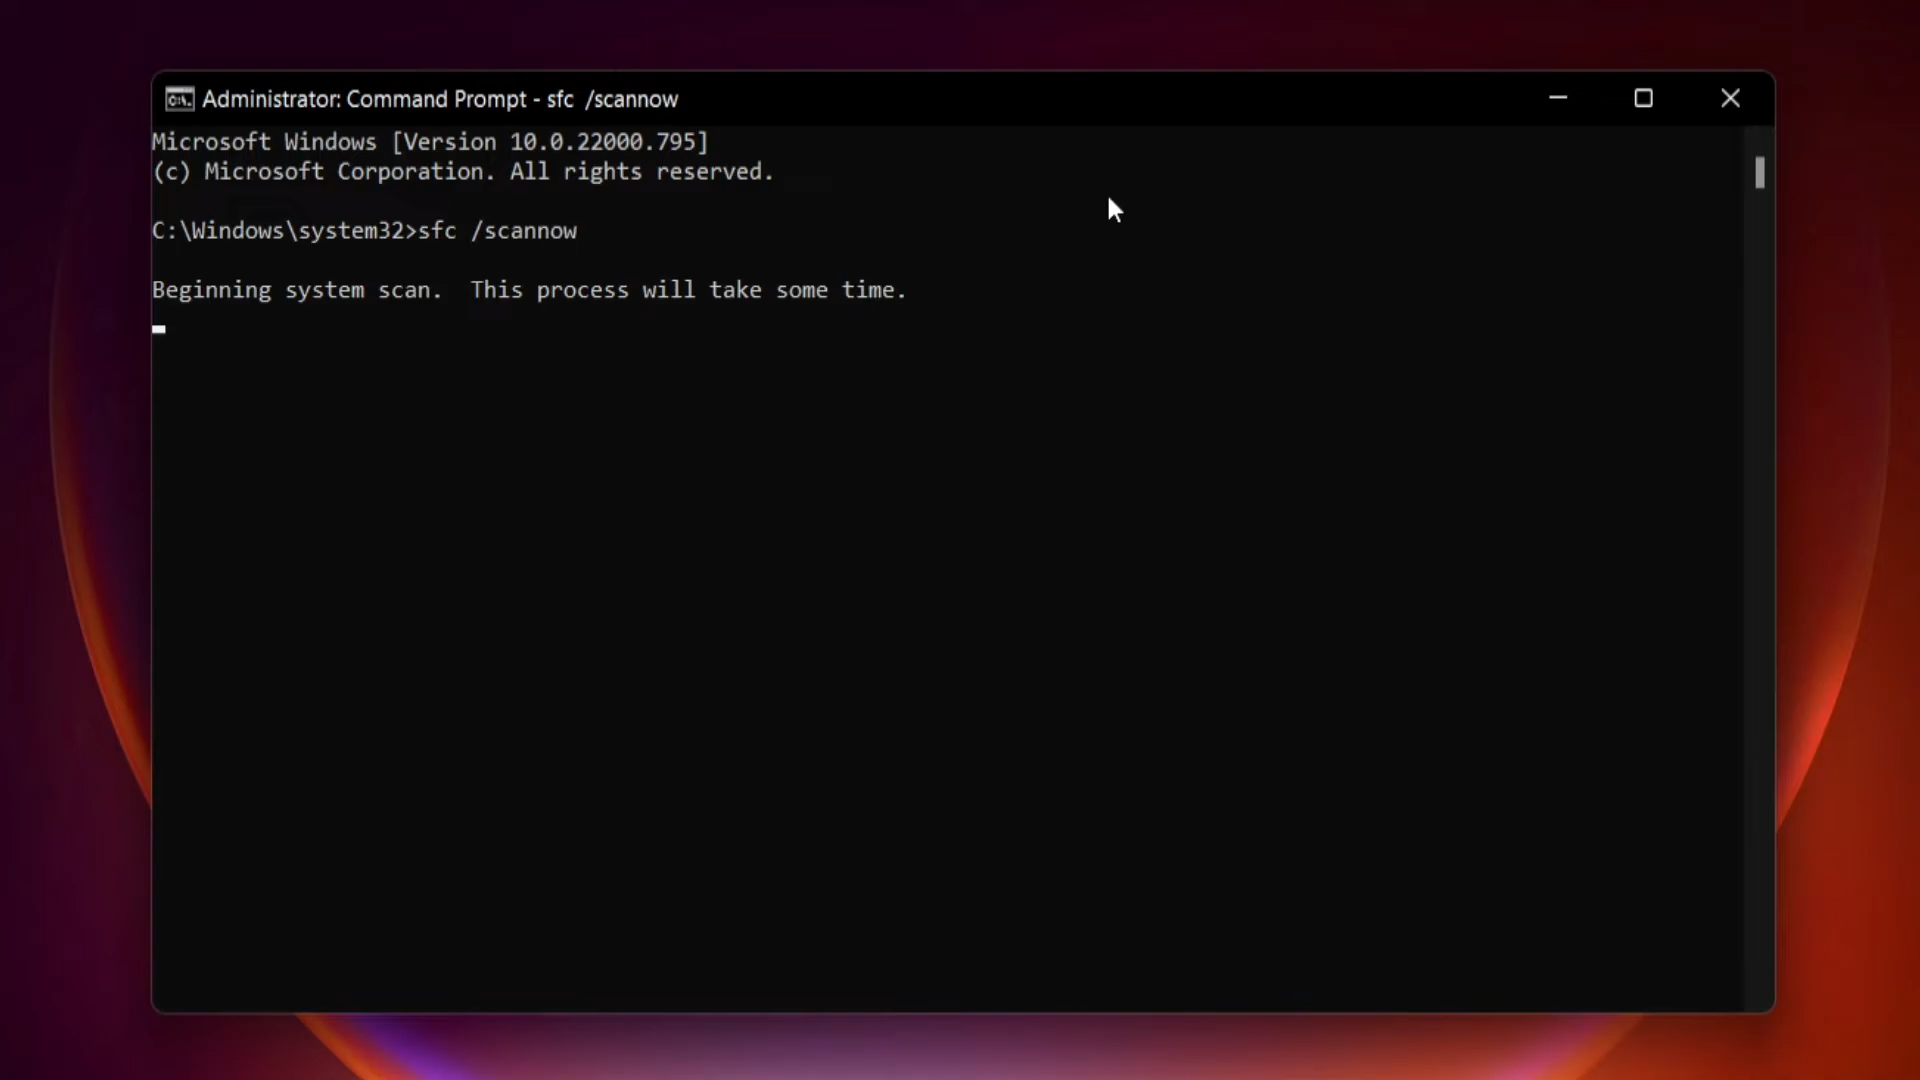 Administrator: Command Prompt - sfc  /scannow
Microsoft Windows [Version 10.0.22000.795]
(c) Microsoft Corporation. All rights reserved.
C:\Windows\system32>sfc /scannow
Beginning system scan.  This process will take some time.